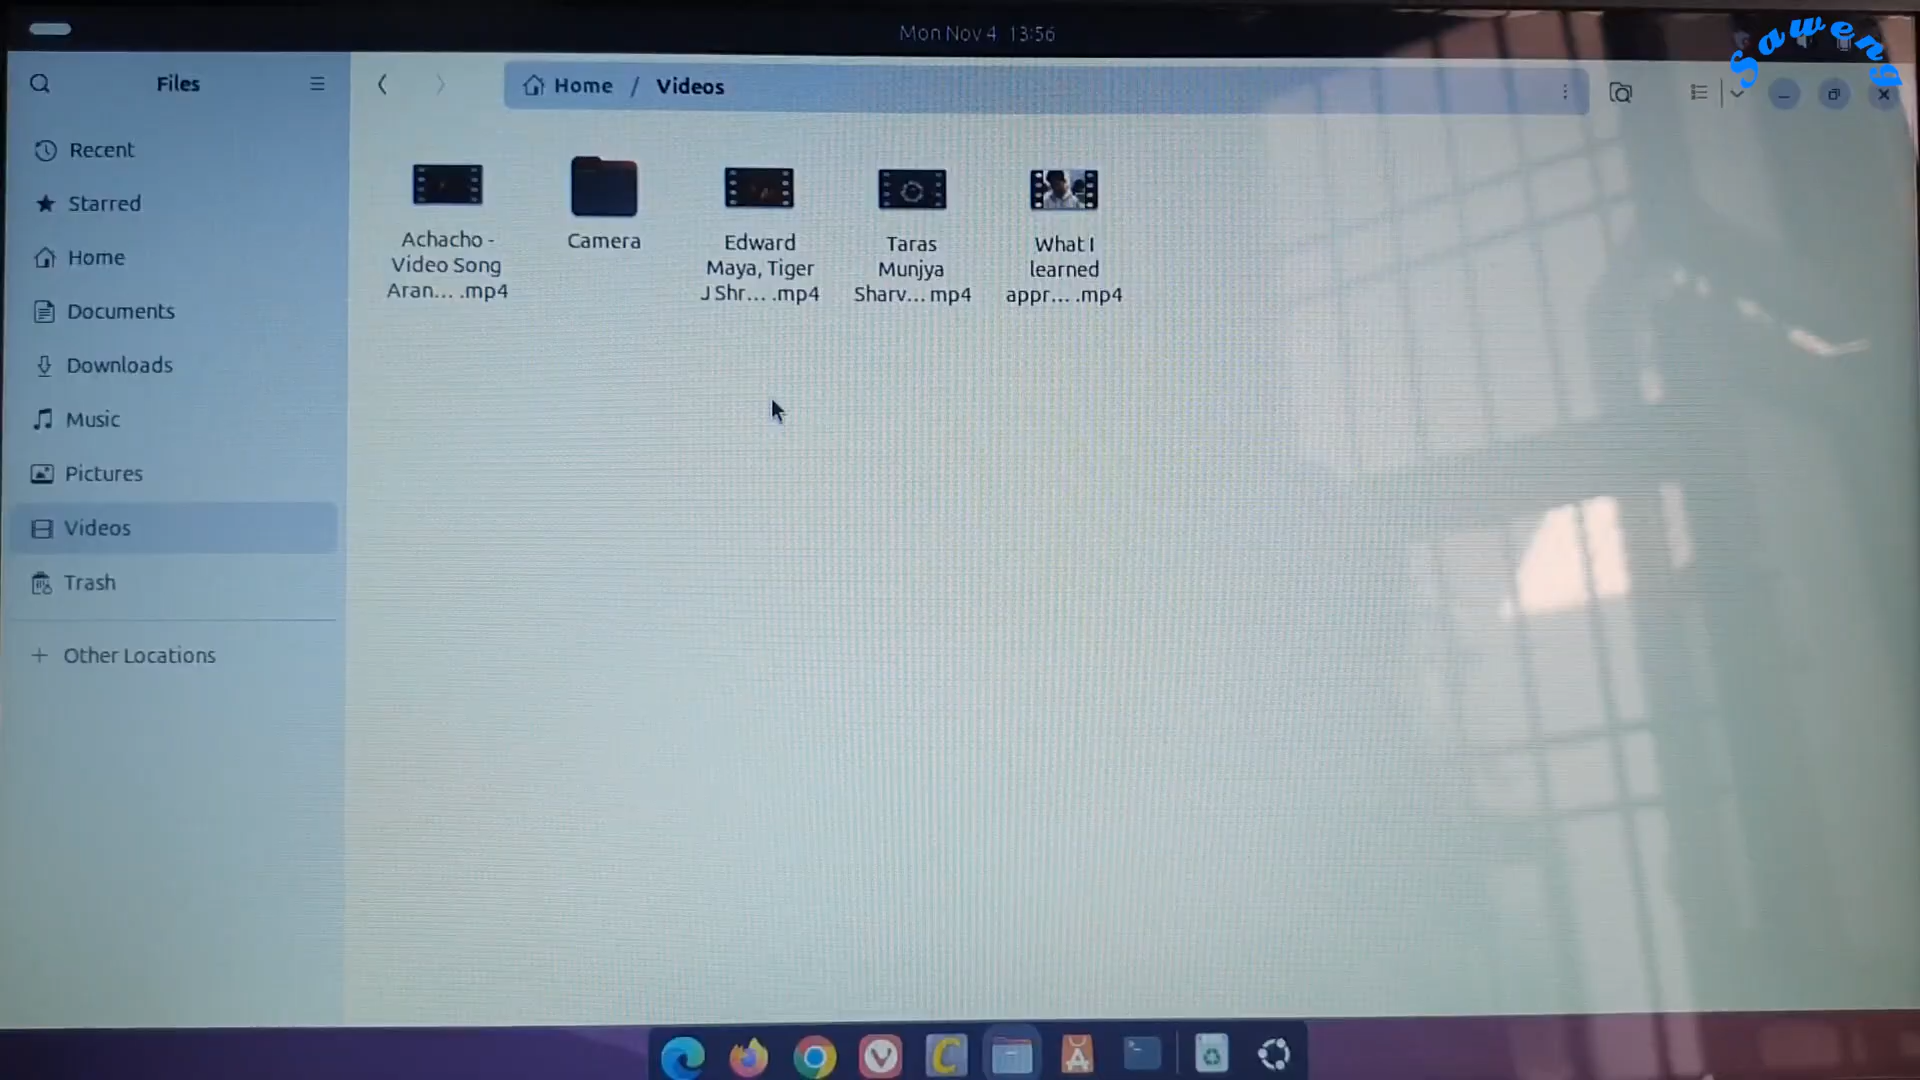 Mon Nov 4 13:56
Saweng
Files
Home / Videos
Recent
Starred
Home
Documents
Downloads
Music
Pictures
Videos
Trash
Other Locations
Achacho -
Video Song
Aran... .mp4
Camera
Edward
Maya, Tiger
J Shr... .mp4
Taras
Munjya
Sharv... mp4
What I
learned
appr... .mp4